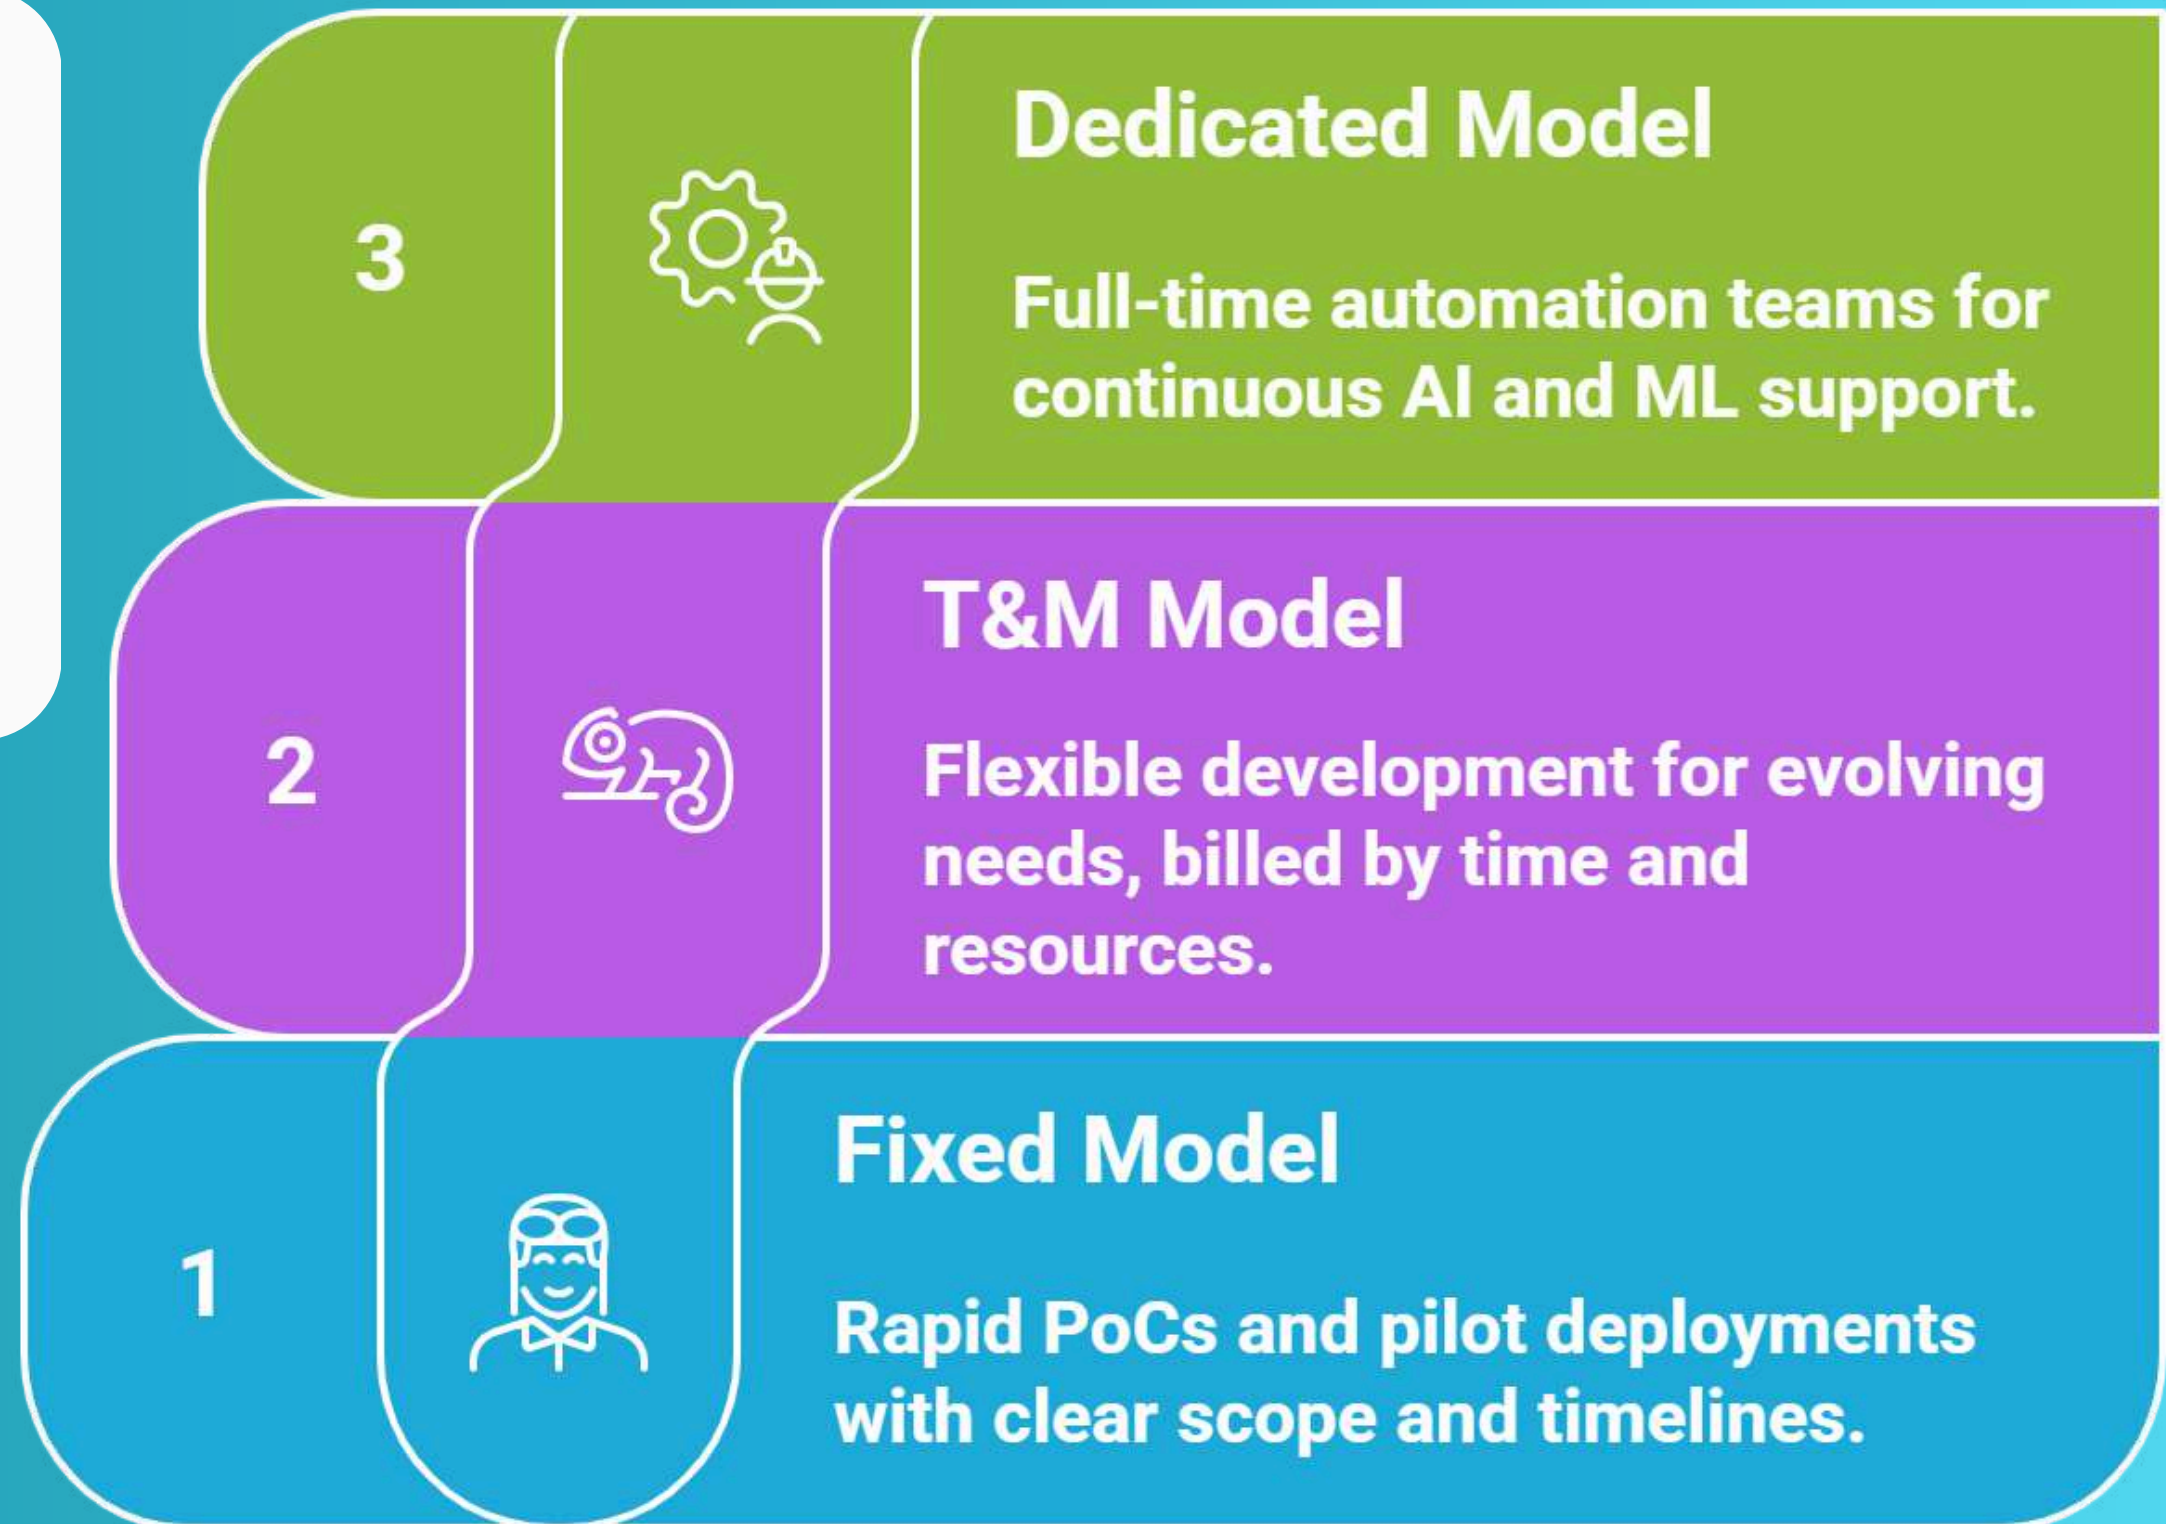 3
Dedicated Model
Full-time automation teams for
continuous AI and ML support.
2
T&M Model
Flexible development for evolving
needs, billed by time and
resources.
1
Fixed Model
Rapid PoCs and pilot deployments
with clear scope and timelines.